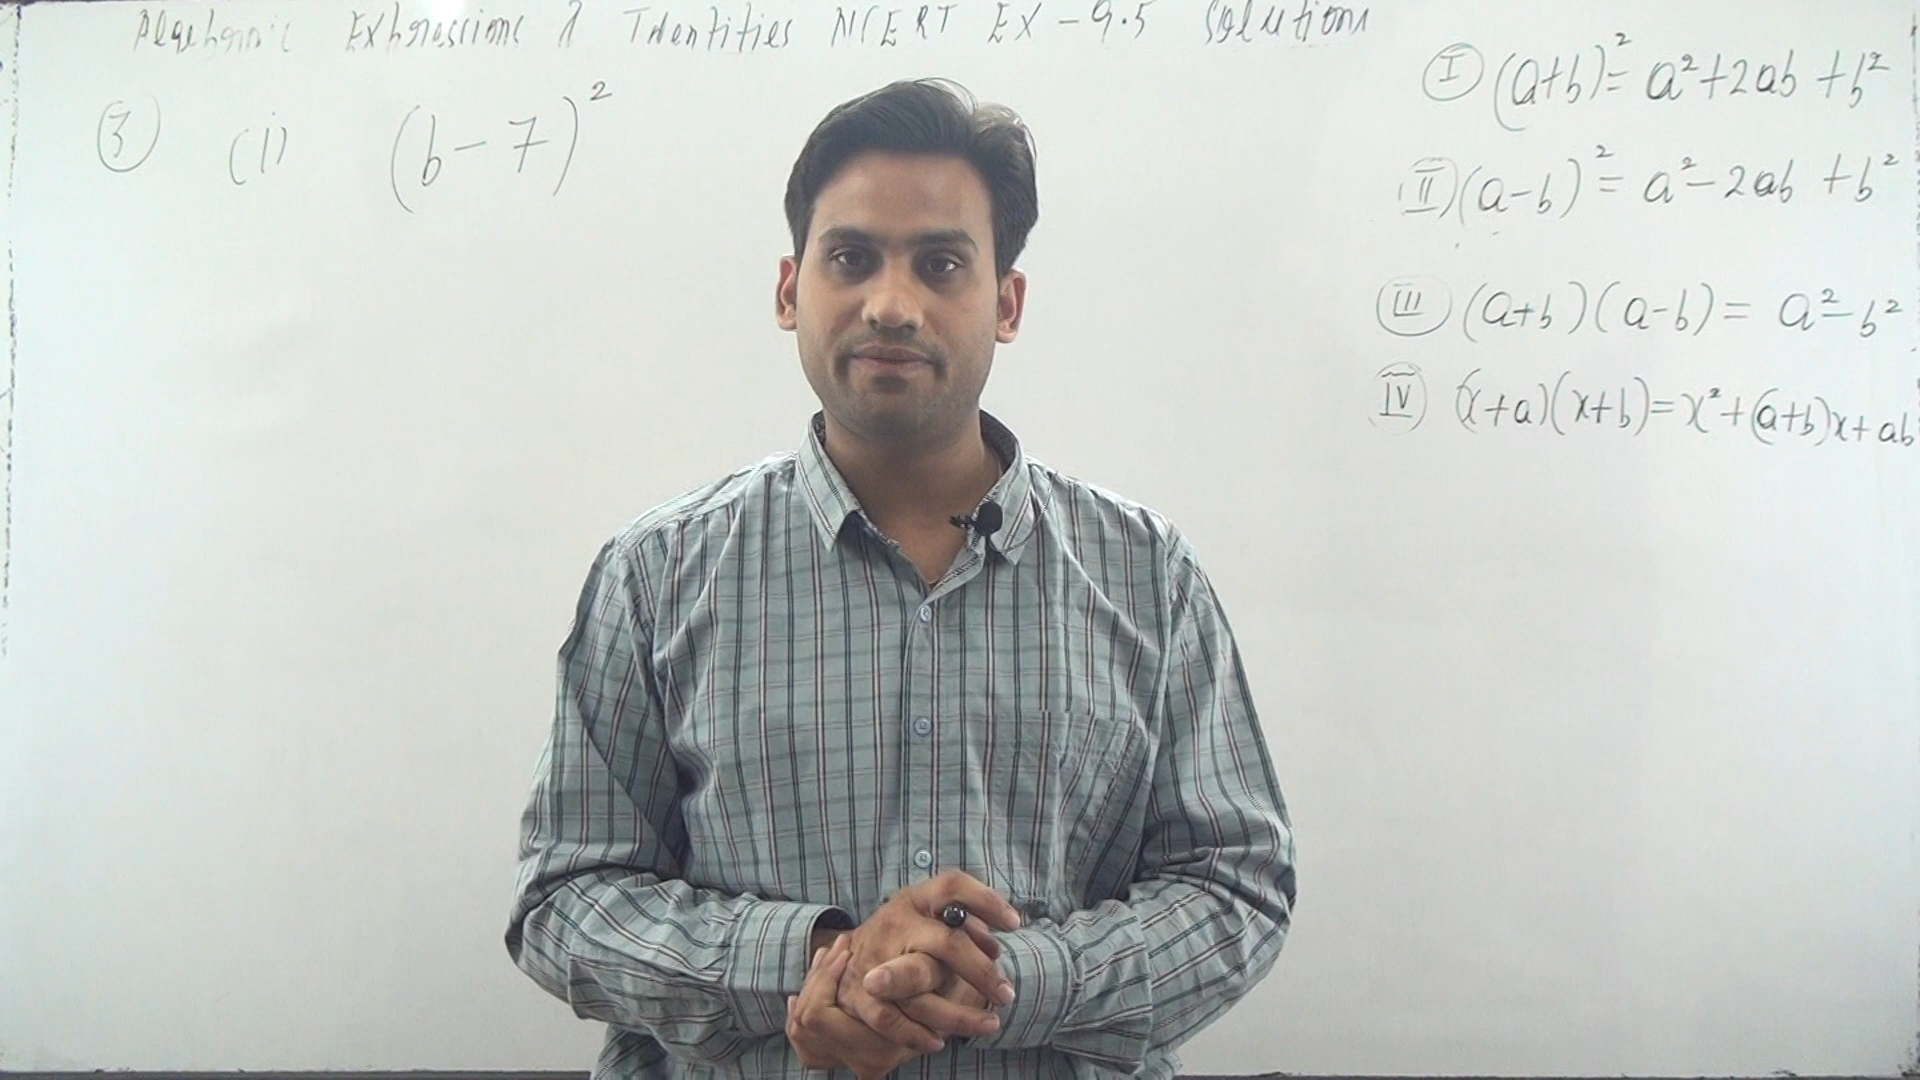 Algebraic Expressions & Identities NCERT EX-9.5 Solutions
③ (i) (b-7)²
Ⅰ (a+b)² = a²+2ab+b²
Ⅱ (a-b)² = a²-2ab+b²
Ⅲ (a+b)(a-b) = a²-b²
Ⅳ (x+a)(x+b) = x²+(a+b)x+ab